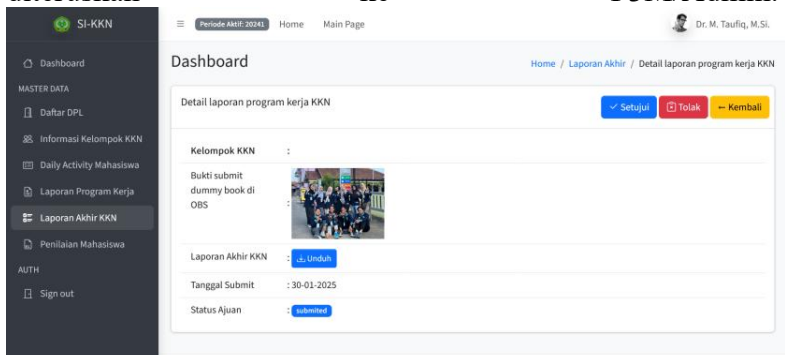 SI-KKN
Periode Aktif: 20241 Home Main Page
Dr. M. Taufiq, M.Si.
Dashboard
MASTER DATA
Daftar DPL
Informasi Kelompok KKN
Daily Activity Mahasiswa
Laporan Program Kerja
Laporan Akhir KKN
Penilaian Mahasiswa
AUTH
Sign out
Dashboard
Home / Laporan Akhir / Detail laporan program kerja KKN
Detail laporan program kerja KKN
Setujui Tolak ← Kembali
Kelompok KKN :
Bukti submit
dummy book di
OBS :
Laporan Akhir KKN : Unduh
Tanggal Submit : 30-01-2025
Status Ajuan : submited